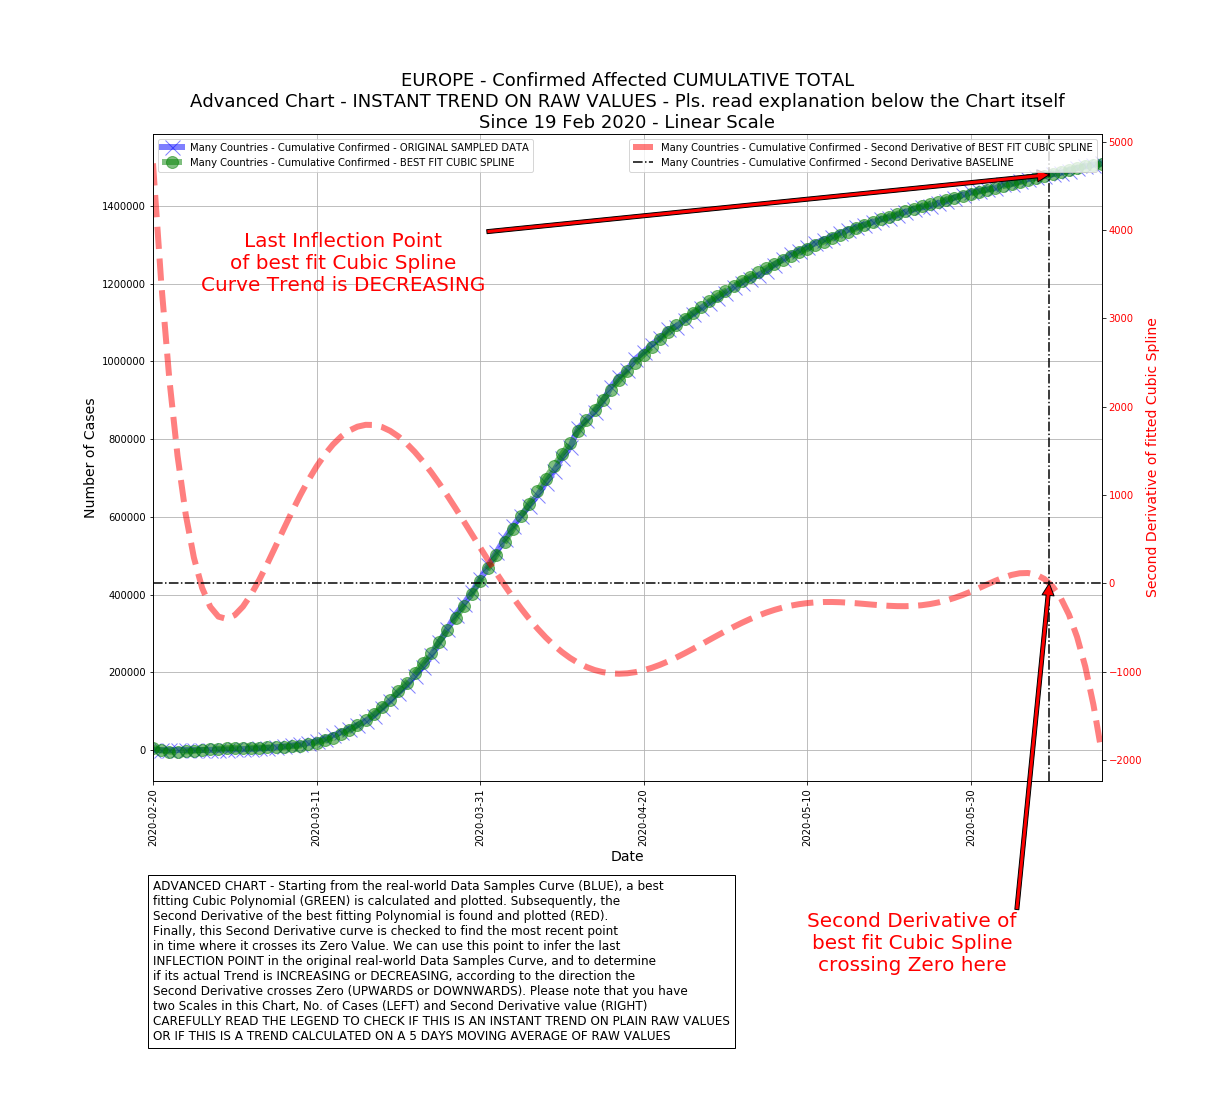 EUROPE - Confirmed Affected CUMULATIVE TOTAL
Advanced Chart - INSTANT TREND ON RAW VALUES - Pls. read explanation below the Chart itself
Since 19 Feb 2020 - Linear Scale
Many Countries - Cumulative Confirmed - ORIGINAL SAMPLED DATA
Many Countries - Cumulative Confirmed - BEST FIT CUBIC SPLINE
Many Countries - Cumulative Confirmed - Second Derivative of BEST FIT CUBIC SPLINE
Many Countries - Cumulative Confirmed - Second Derivative BASELINE
Last Inflection Point
of best fit Cubic Spline
Curve Trend is DECREASING
Number of Cases
1400000
1200000
1000000
800000
600000
400000
200000
0
5000
4000
3000
2000
1000
0
−1000
−2000
Second Derivative of fitted Cubic Spline
2020-02-20
2020-03-11
2020-03-31
2020-04-20
2020-05-10
2020-05-30
Date
Second Derivative of
best fit Cubic Spline
crossing Zero here
ADVANCED CHART - Starting from the real-world Data Samples Curve (BLUE), a best
fitting Cubic Polynomial (GREEN) is calculated and plotted. Subsequently, the
Second Derivative of the best fitting Polynomial is found and plotted (RED).
Finally, this Second Derivative curve is checked to find the most recent point
in time where it crosses its Zero Value. We can use this point to infer the last
INFLECTION POINT in the original real-world Data Samples Curve, and to determine
if its actual Trend is INCREASING or DECREASING, according to the direction the
Second Derivative crosses Zero (UPWARDS or DOWNWARDS). Please note that you have
two Scales in this Chart, No. of Cases (LEFT) and Second Derivative value (RIGHT)
CAREFULLY READ THE LEGEND TO CHECK IF THIS IS AN INSTANT TREND ON PLAIN RAW VALUES
OR IF THIS IS A TREND CALCULATED ON A 5 DAYS MOVING AVERAGE OF RAW VALUES